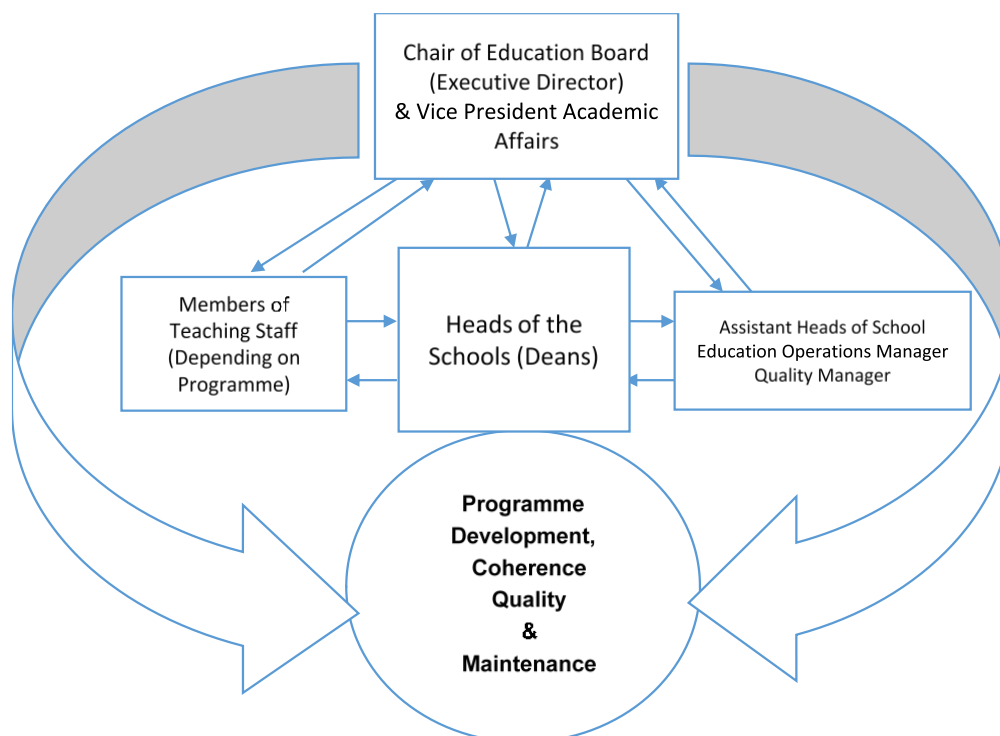 Chair of Education Board
(Executive Director)
& Vice President Academic
Affairs
Members of
Teaching Staff
(Depending on
Programme)
Heads of the
Schools (Deans)
Assistant Heads of School
Education Operations Manager
Quality Manager
Programme
Development,
Coherence
Quality
&
Maintenance